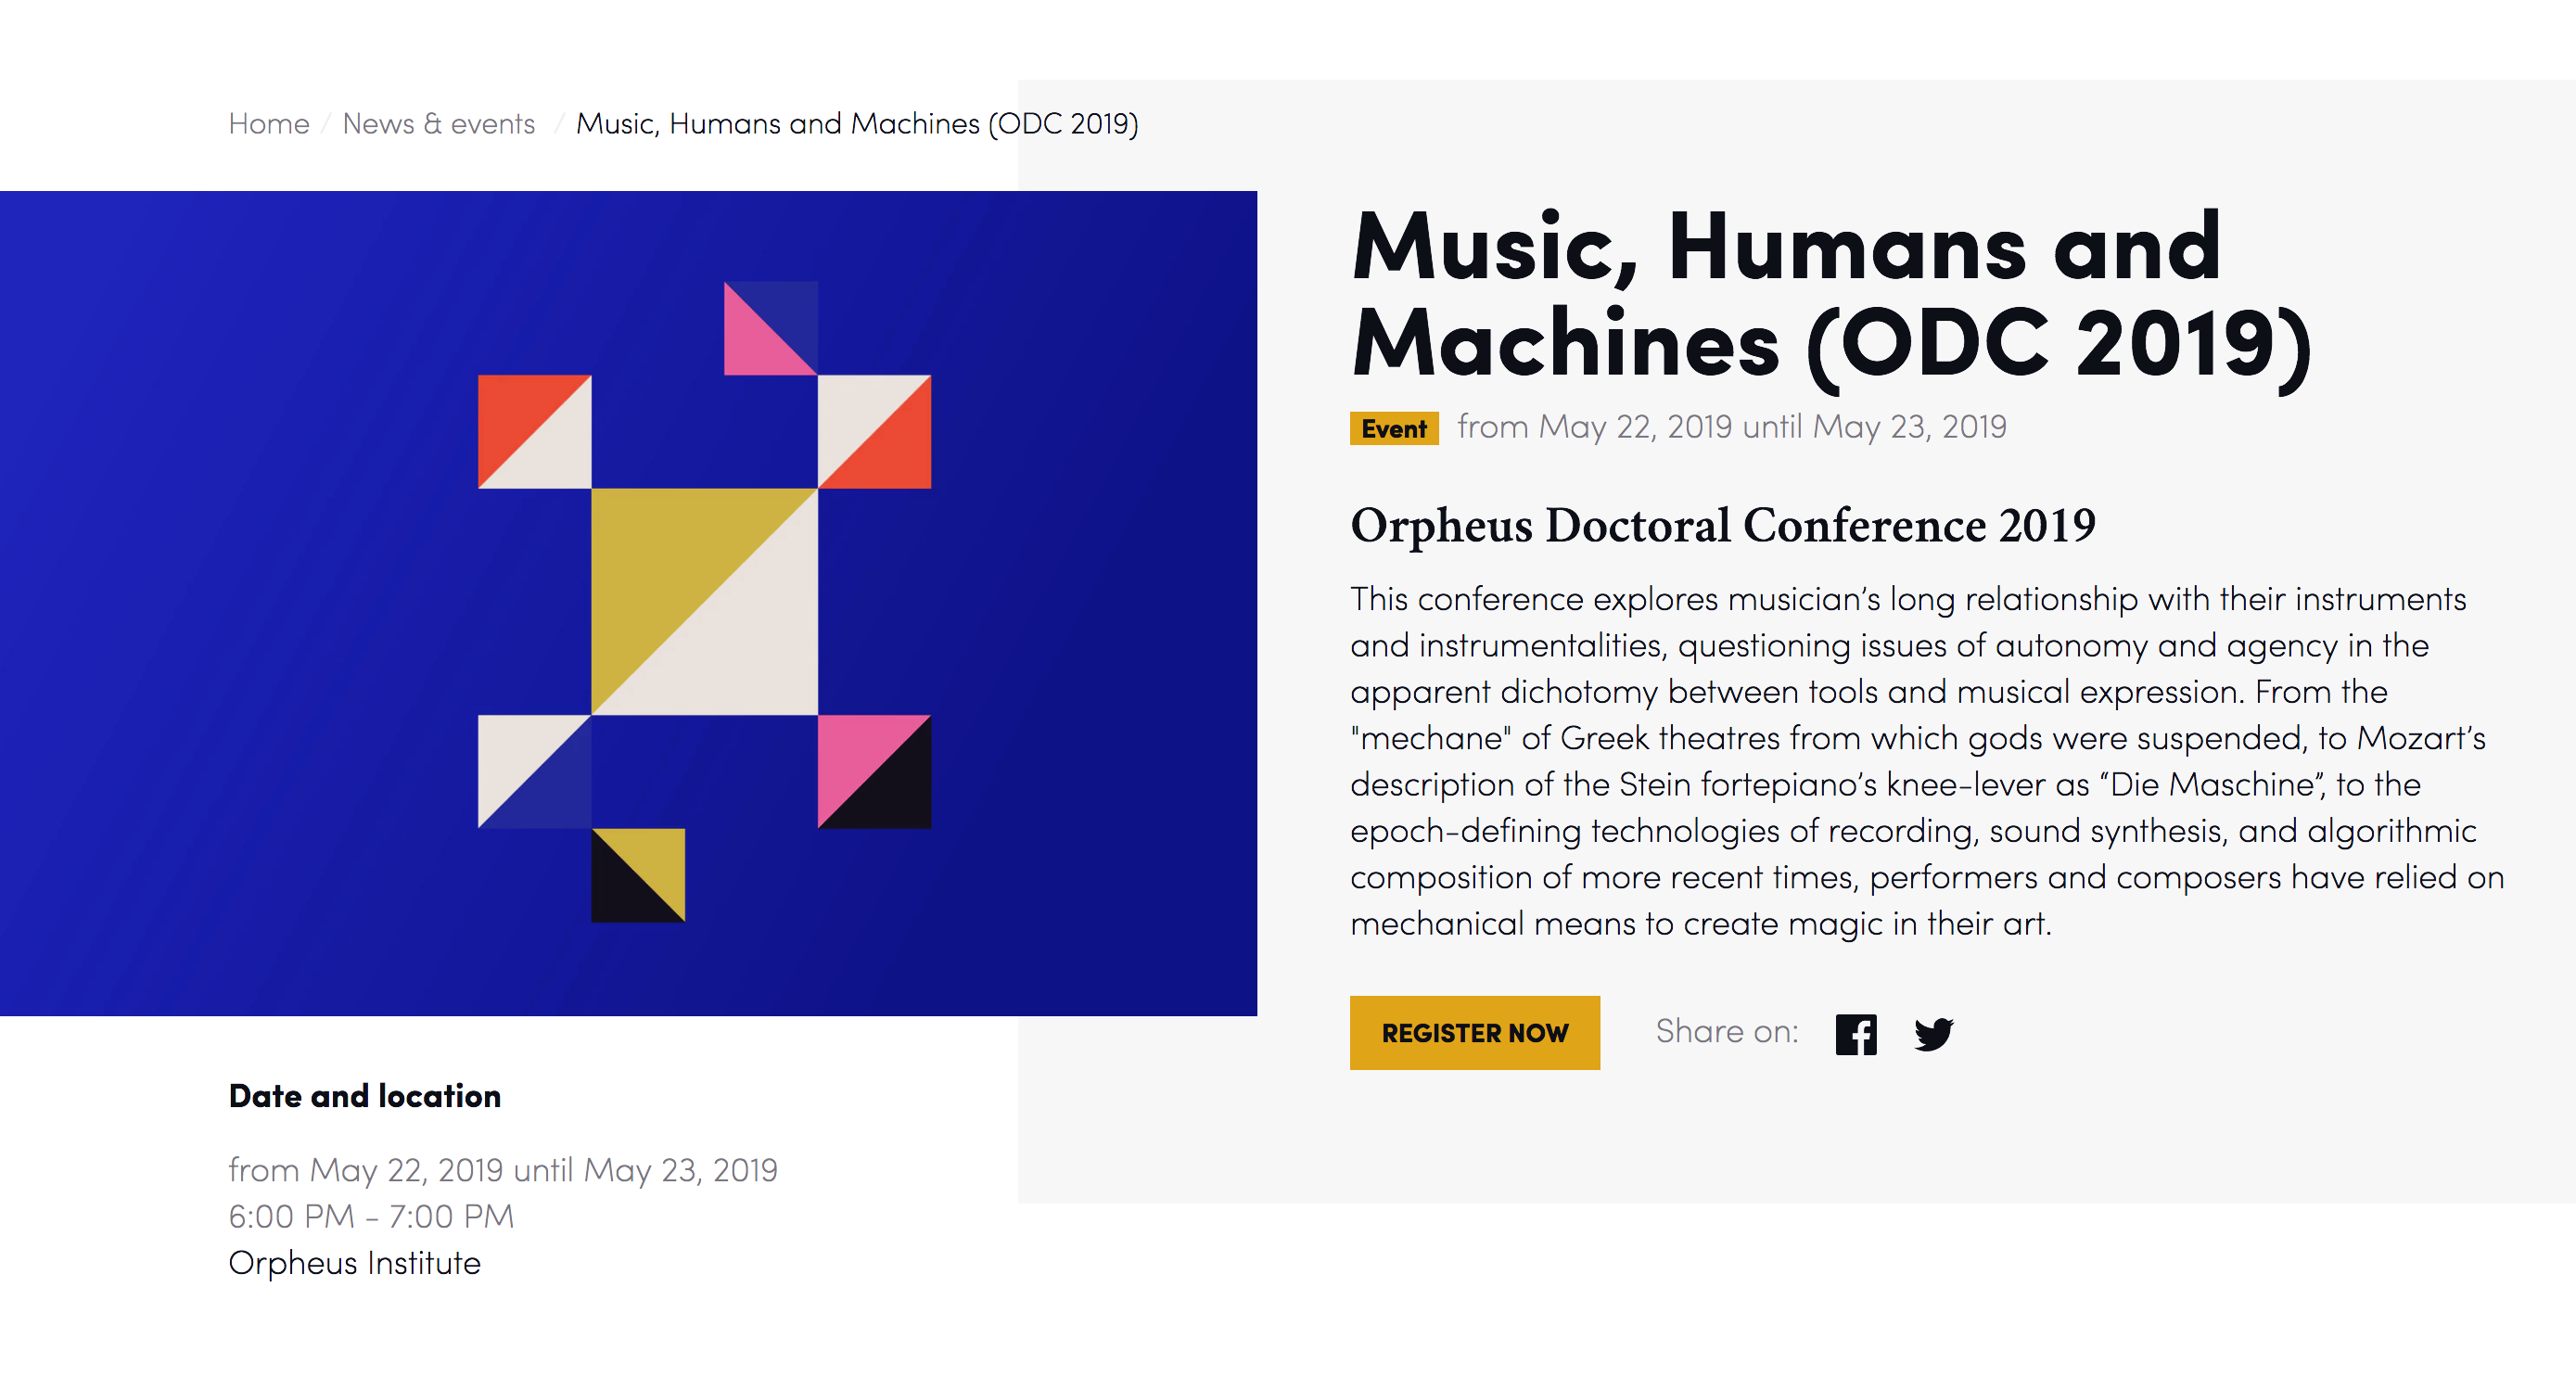 Home / News & events / Music, Humans and Machines (ODC 2019)
Music, Humans and
Machines (ODC 2019)
Event from May 22, 2019 until May 23, 2019
Orpheus Doctoral Conference 2019
This conference explores musician’s long relationship with their instruments
and instrumentalities, questioning issues of autonomy and agency in the
apparent dichotomy between tools and musical expression. From the
"mechane" of Greek theatres from which gods were suspended, to Mozart’s
description of the Stein fortepiano’s knee-lever as “Die Maschine”, to the
epoch-defining technologies of recording, sound synthesis, and algorithmic
composition of more recent times, performers and composers have relied on
mechanical means to create magic in their art.
REGISTER NOW Share on:
Date and location
from May 22, 2019 until May 23, 2019
6:00 PM - 7:00 PM
Orpheus Institute